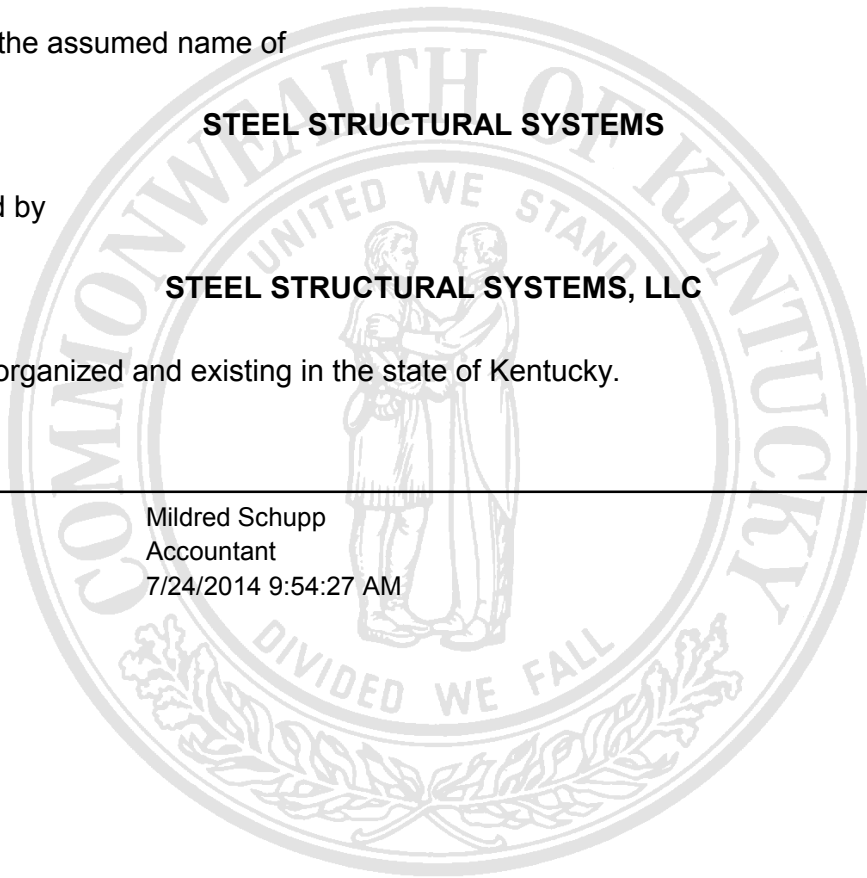 the assumed name of
STEEL STRUCTURAL SYSTEMS
by
STEEL STRUCTURAL SYSTEMS, LLC
organized and existing in the state of Kentucky.
Mildred Schupp
Accountant
7/24/2014 9:54:27 AM
COMMONWEALTH OF KENTUCKY
UNITED WE STAND
DIVIDED WE FALL